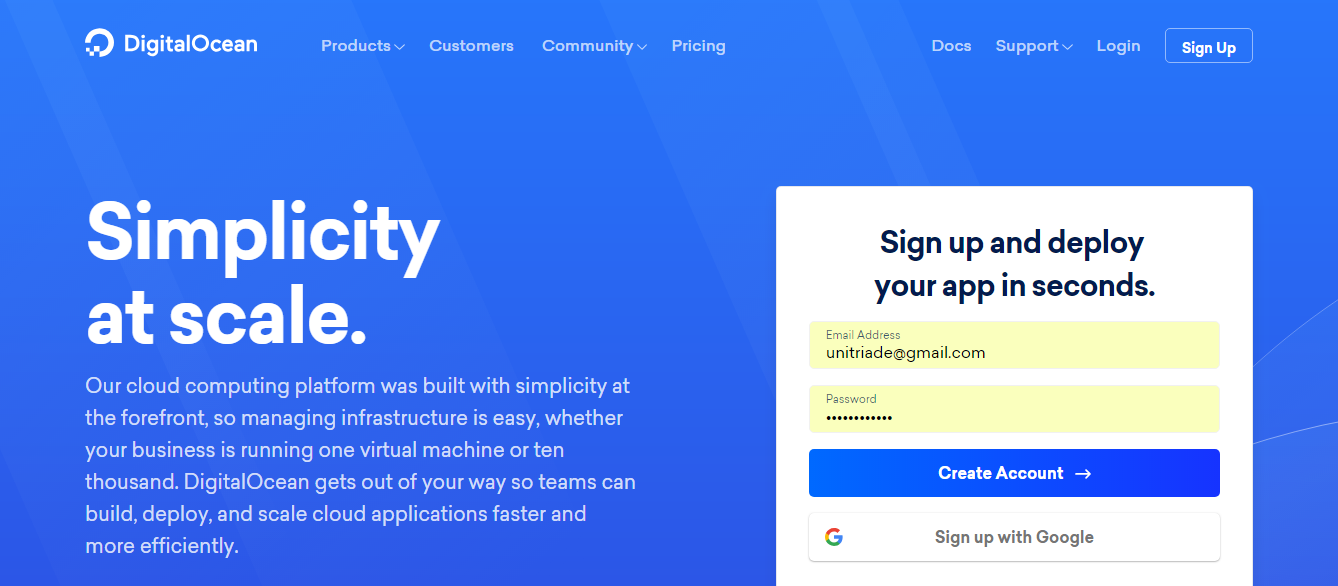 DigitalOcean
Products
Customers
Community
Pricing
Docs
Support
Login
Sign Up
Simplicity
at scale.
Our cloud computing platform was built with simplicity at
the forefront, so managing infrastructure is easy, whether
your business is running one virtual machine or ten
thousand. DigitalOcean gets out of your way so teams can
build, deploy, and scale cloud applications faster and
more efficiently.
Sign up and deploy
your app in seconds.
Email Address
unitriade@gmail.com
Password
••••••••••••
Create Account →
Sign up with Google